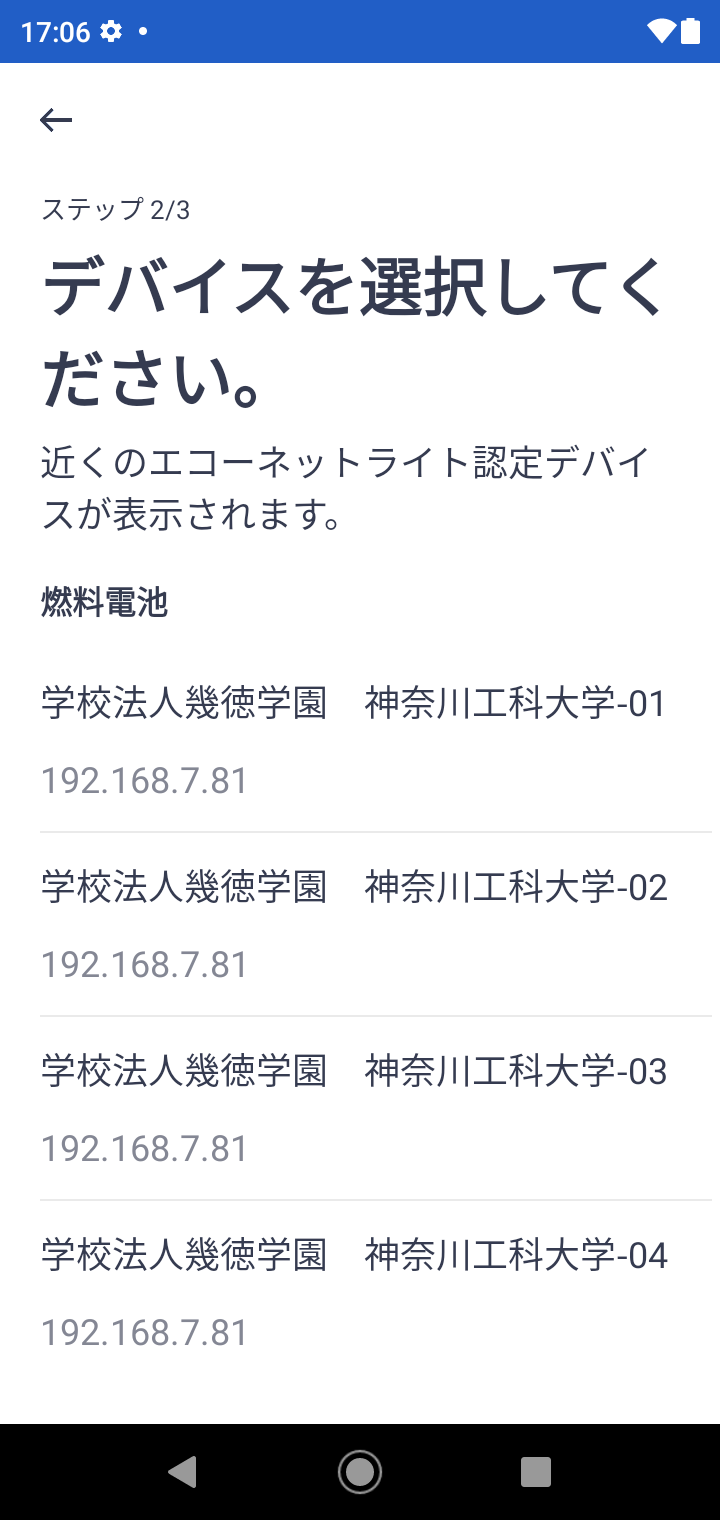 17:06
ステップ 2/3
デバイスを選択してく
ださい。
近くのエコーネットライト認定デバイ
スが表示されます。
燃料電池
学校法人幾徳学園　神奈川工科大学-01
192.168.7.81
学校法人幾徳学園　神奈川工科大学-02
192.168.7.81
学校法人幾徳学園　神奈川工科大学-03
192.168.7.81
学校法人幾徳学園　神奈川工科大学-04
192.168.7.81